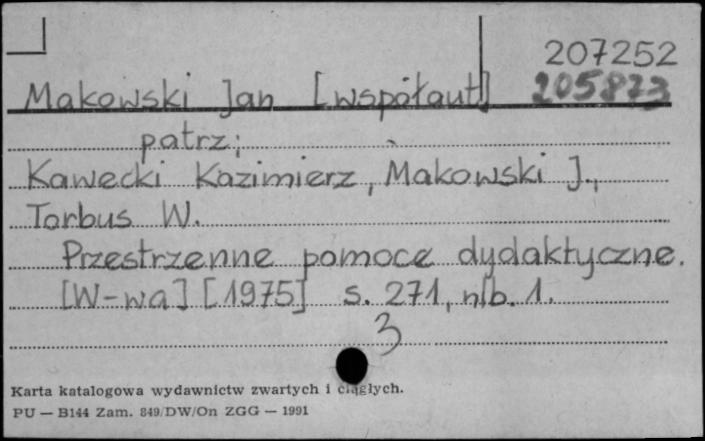 207252
Makowski Jan [współaut] 205873
patrz:
Kawecki Kazimierz, Makowski J.,
Torbus W.
Przestrzenne pomoce dydaktyczne.
[W-wa] [1975] s. 271, nlb. 1.
3
Karta katalogowa wydawnictw zwartych i ciągłych.
PU — B144 Zam. 849/DW/On ZGG — 1991